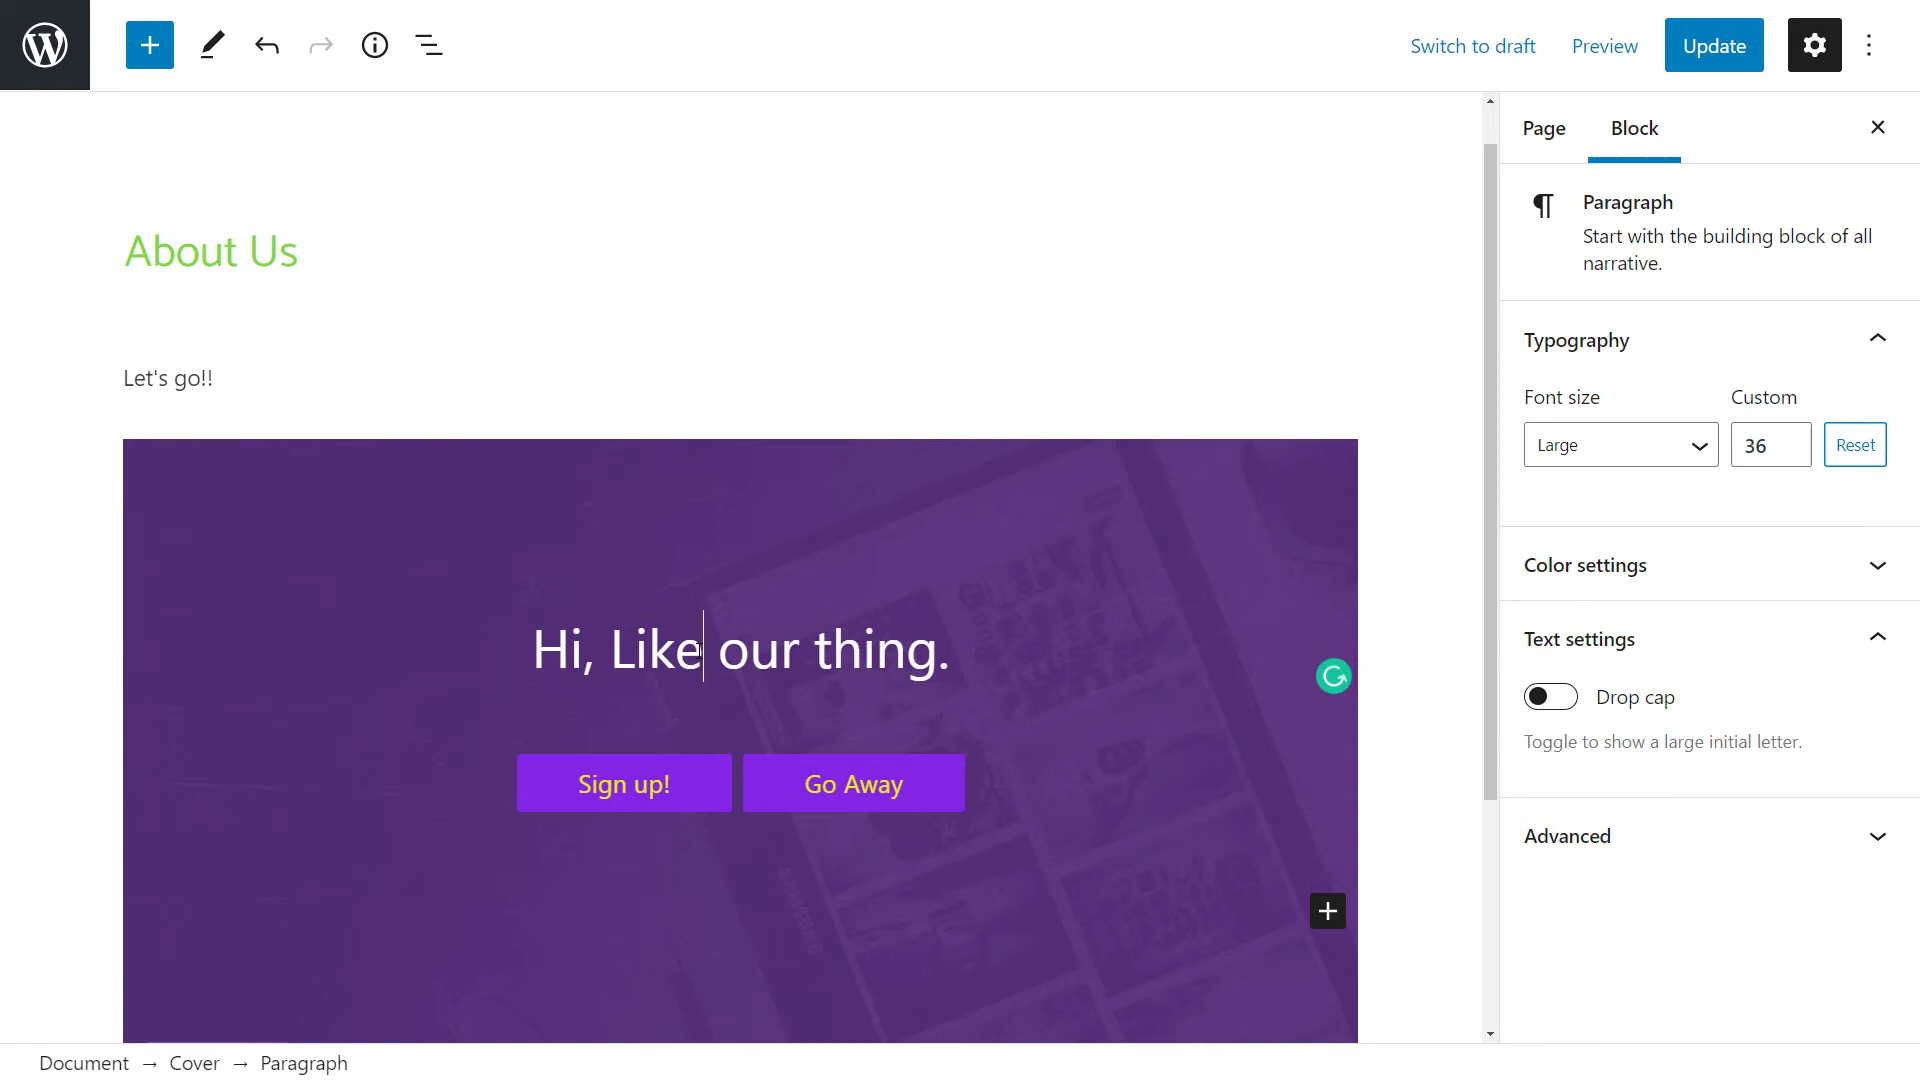 Switch to draft
Preview
Update
Page
Block
Paragraph
Start with the building block of all
narrative.
Typography
Font size
Custom
Large
36
Reset
Color settings
Text settings
Drop cap
Toggle to show a large initial letter.
Advanced
About Us
Let's go!!
Hi, Like our thing.
Sign up!
Go Away
SAMSUNG
Document → Cover → Paragraph